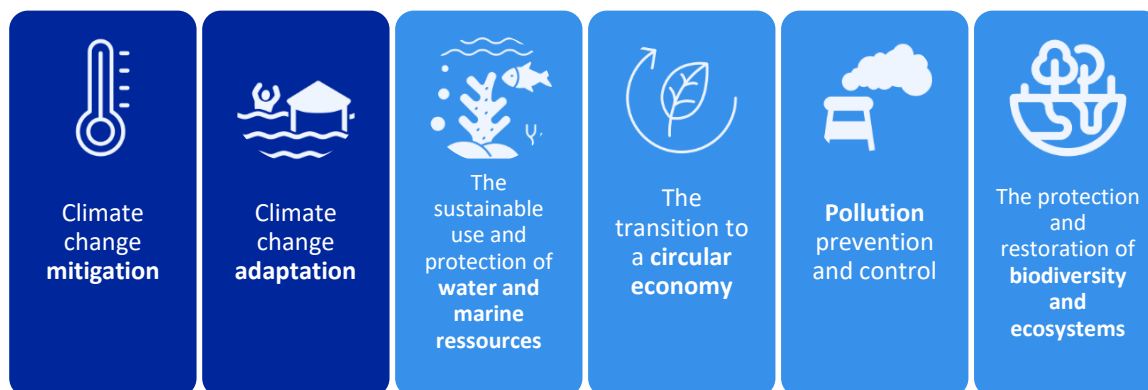 Climate
change
mitigation
Climate
change
adaptation
The
sustainable
use and
protection of
water and
marine
ressources
The
transition to
a circular
economy
Pollution
prevention
and control
The protection
and
restoration of
biodiversity
and
ecosystems